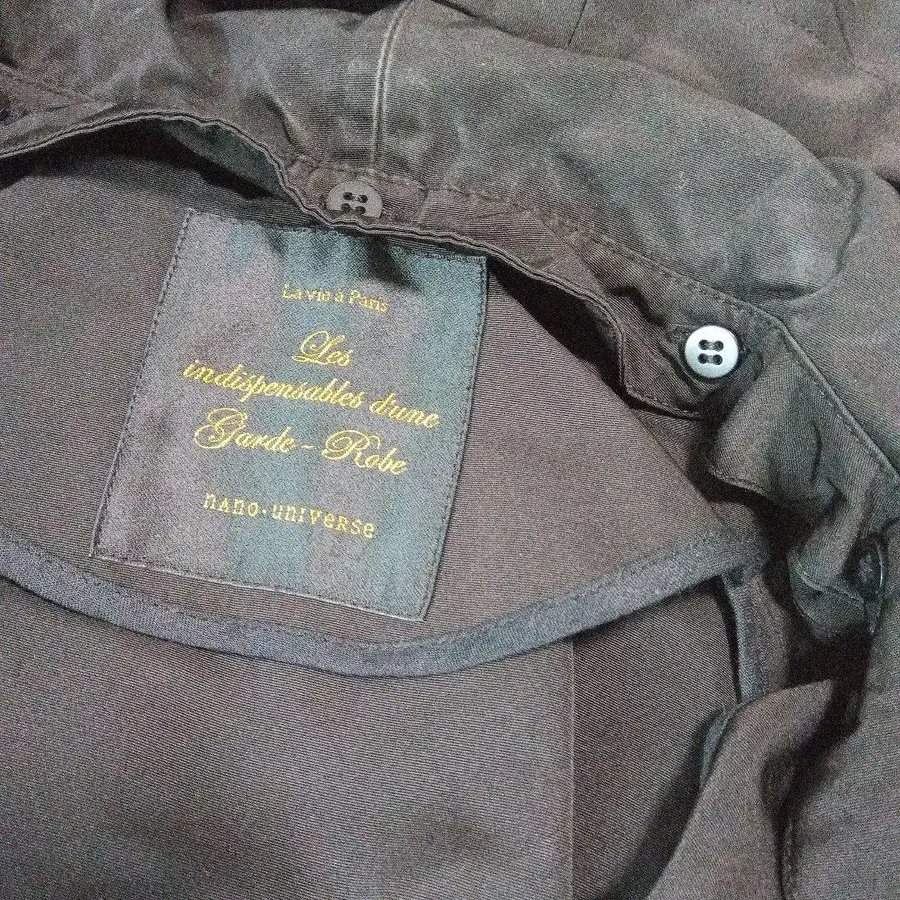 La vie à Paris
Les
indispensables d'une
Garde - Robe
nano·universe